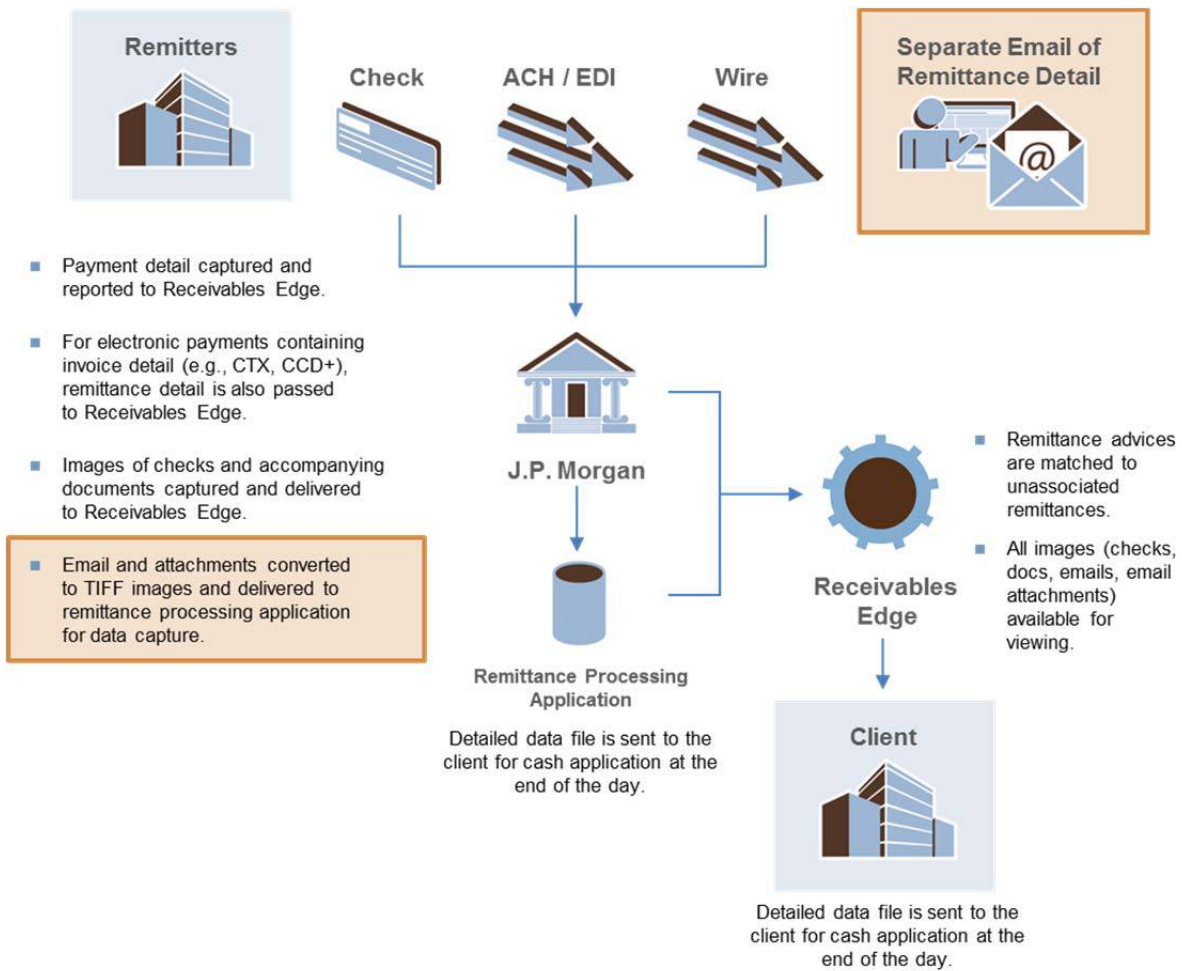 Remitters
Check
ACH / EDI
Wire
Separate Email of
Remittance Detail
@
■ Payment detail captured and
reported to Receivables Edge.
■ For electronic payments containing
invoice detail (e.g., CTX, CCD+),
remittance detail is also passed
to Receivables Edge.
■ Images of checks and accompanying
documents captured and delivered
to Receivables Edge.
■ Email and attachments converted
to TIFF images and delivered to
remittance processing application
for data capture.
J.P. Morgan
Remittance Processing
Application
Detailed data file is sent to the
client for cash application at the
end of the day.
Receivables
Edge
■ Remittance advices
are matched to
unassociated
remittances.
■ All images (checks,
docs, emails, email
attachments)
available for
viewing.
Client
Detailed data file is sent to the
client for cash application at the
end of the day.